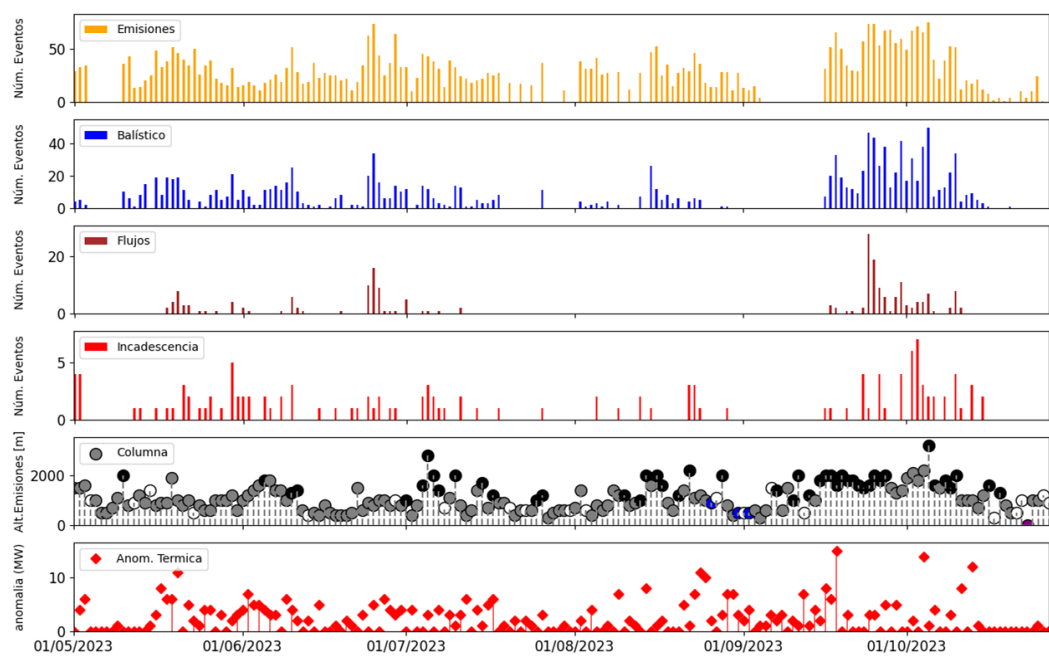 Núm. Eventos
50
0
Emisiones
Núm. Eventos
40
20
0
Balístico
Núm. Eventos
20
0
Flujos
Núm. Eventos
5
0
Incadescencia
Alt.Emisiones [m]
2000
0
Columna
anomalia (MW)
10
0
Anom. Termica
01/05/2023 01/06/2023 01/07/2023 01/08/2023 01/09/2023 01/10/2023